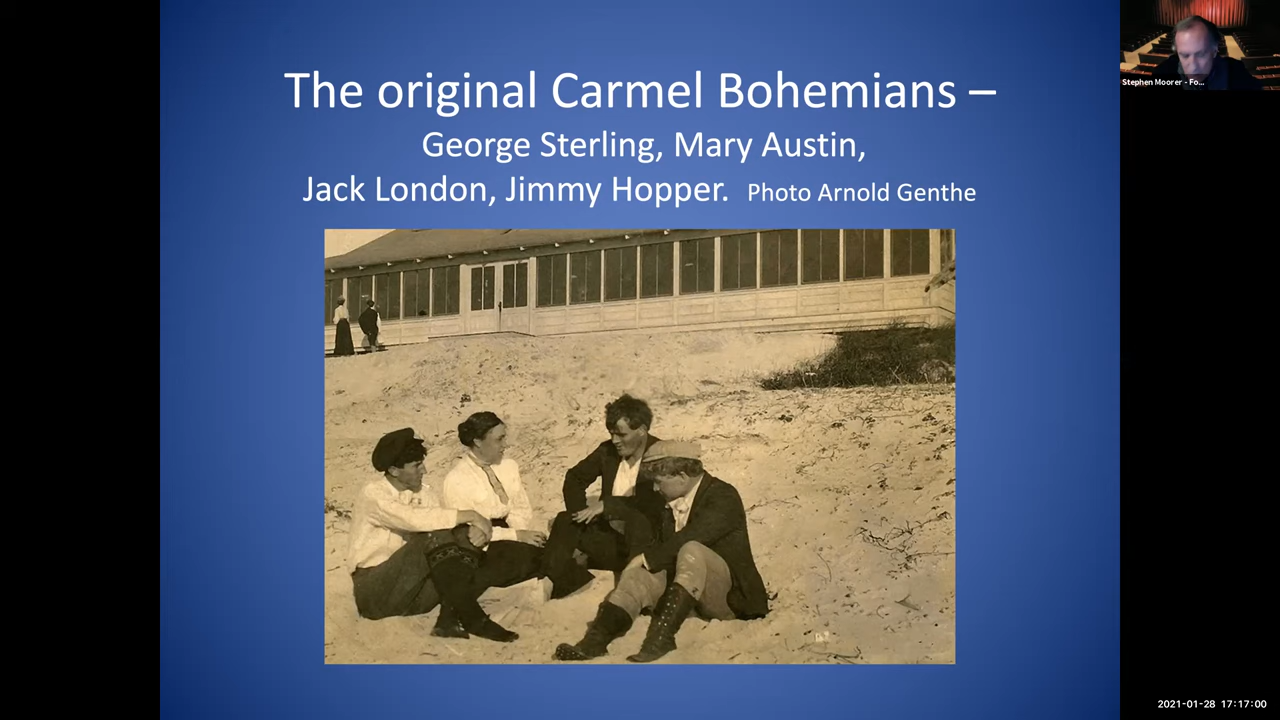 The original Carmel Bohemians –
George Sterling, Mary Austin,
Jack London, Jimmy Hopper. Photo Arnold Genthe
Stephen Moorer - Fo...
2021-01-28 17:17:00